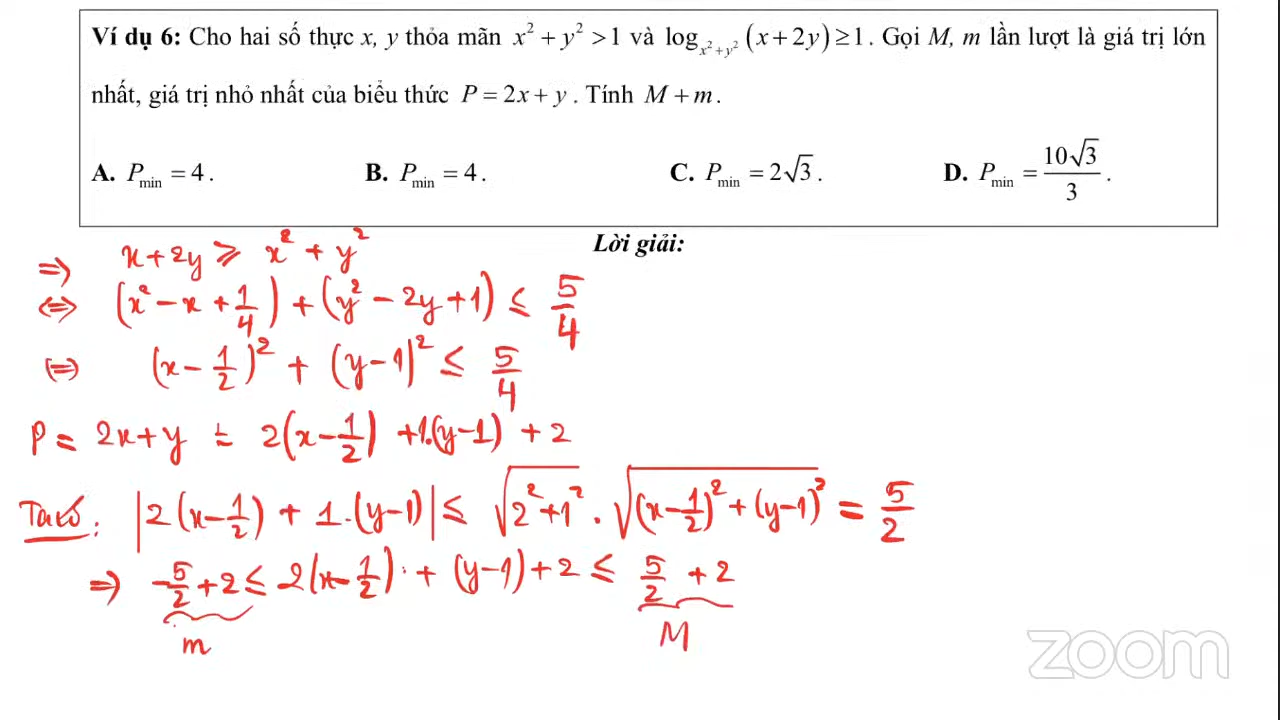 Ví dụ 6: Cho hai số thực x, y thỏa mãn x² + y² > 1 và log_{x²+y²} (x + 2y) ≥ 1. Gọi M, m lần lượt là giá trị lớn
nhất, giá trị nhỏ nhất của biểu thức P = 2x + y. Tính M + m.
A. P_min = 4. B. P_min = 4. C. P_min = 2√3. D. P_min = 10√3/3.
Lời giải:
⇒ x + 2y ≥ x² + y²
⇔ (x² − x + 1/4) + (y² − 2y + 1) ≤ 5/4
⇔ (x − 1/2)² + (y − 1)² ≤ 5/4
P = 2x + y = 2(x − 1/2) + 1.(y − 1) + 2
Ta có: |2(x − 1/2) + 1.(y − 1)| ≤ √(2² + 1²) . √((x − 1/2)² + (y − 1)²) = 5/2
⇒ −5/2 + 2 ≤ 2(x − 1/2) + (y − 1) + 2 ≤ 5/2 + 2
m M
zoom